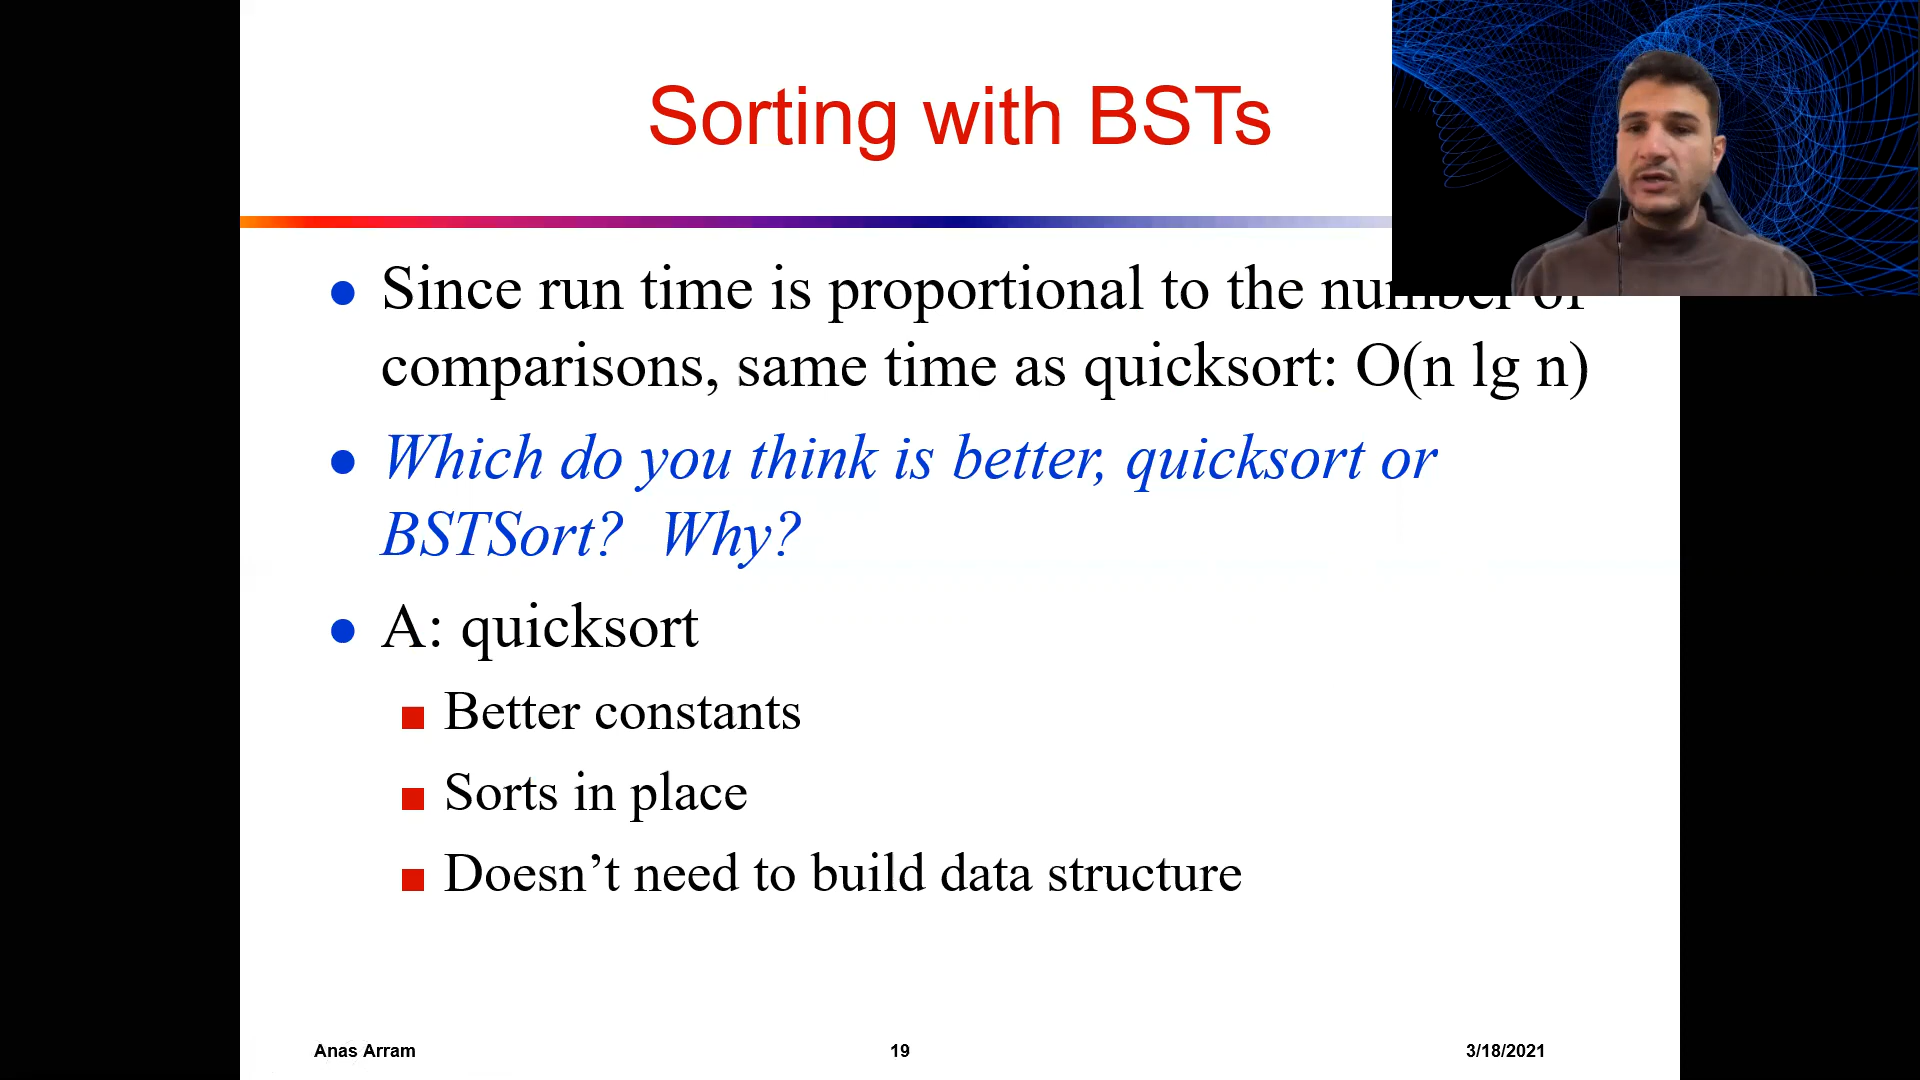 Sorting with BSTs
Since run time is proportional to the number of
comparisons, same time as quicksort: O(n lg n)
Which do you think is better, quicksort or
BSTSort? Why?
A: quicksort
Better constants
Sorts in place
Doesn’t need to build data structure
Anas Arram 19 3/18/2021